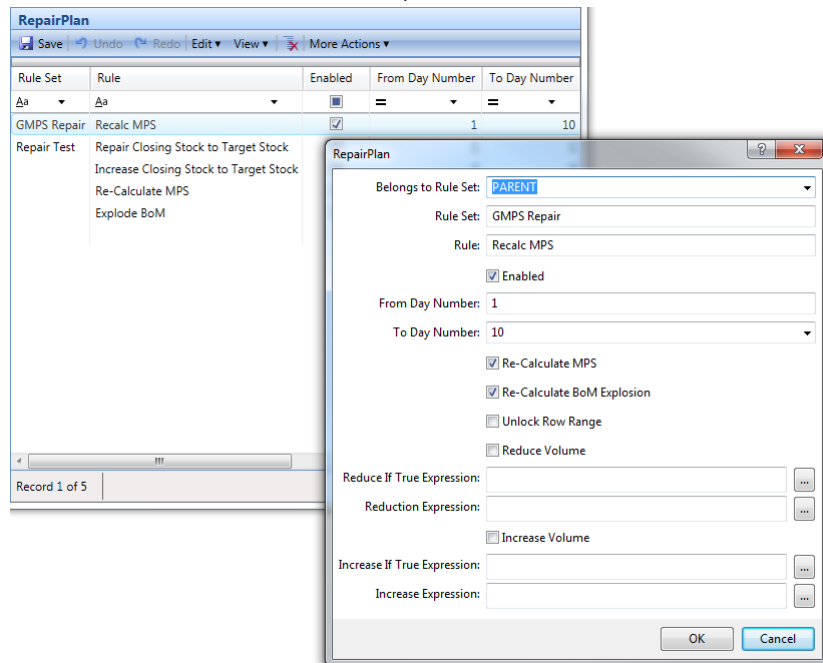 RepairPlan
Save Undo Redo Edit View More Actions
Rule Set Rule Enabled From Day Number To Day Number
Aa Aa = =
GMPS Repair Recalc MPS 1 10
Repair Test Repair Closing Stock to Target Stock
Increase Closing Stock to Target Stock
Re-Calculate MPS
Explode BoM
Record 1 of 5
RepairPlan
Belongs to Rule Set: PARENT
Rule Set: GMPS Repair
Rule: Recalc MPS
Enabled
From Day Number: 1
To Day Number: 10
Re-Calculate MPS
Re-Calculate BoM Explosion
Unlock Row Range
Reduce Volume
Reduce If True Expression: ...
Reduction Expression: ...
Increase Volume
Increase If True Expression: ...
Increase Expression: ...
OK Cancel